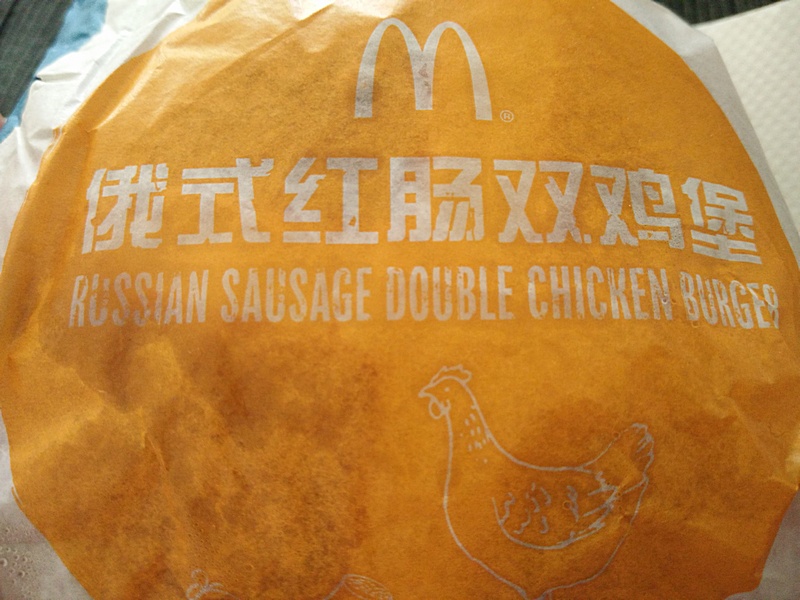 M®
俄式红肠双鸡堡
RUSSIAN SAUSAGE DOUBLE CHICKEN BURGER